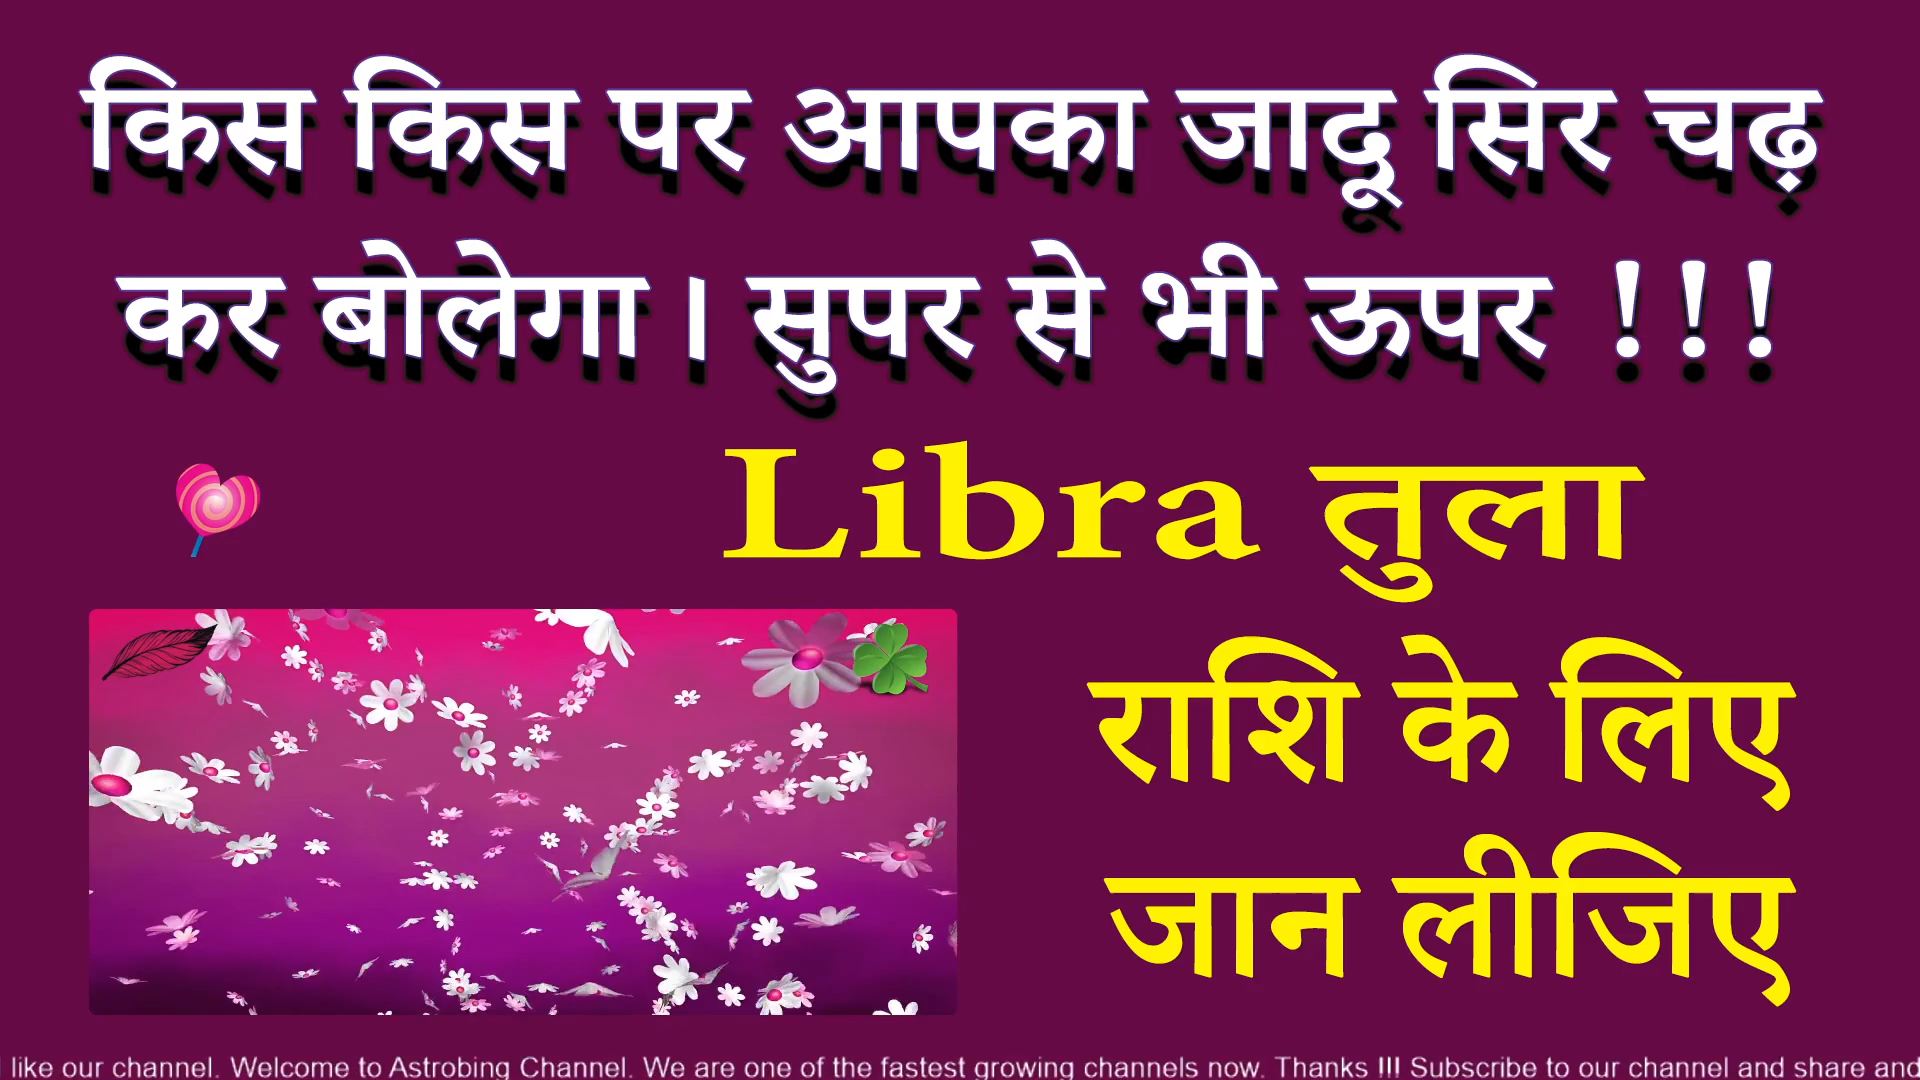 किस किस पर आपका जादू सिर चढ़
कर बोलेगा । सुपर से भी ऊपर !!!
Libra तुला
राशि के लिए
जान लीजिए
like our channel. Welcome to Astrobing Channel. We are one of the fastest growing channels now. Thanks !!! Subscribe to our channel and share and